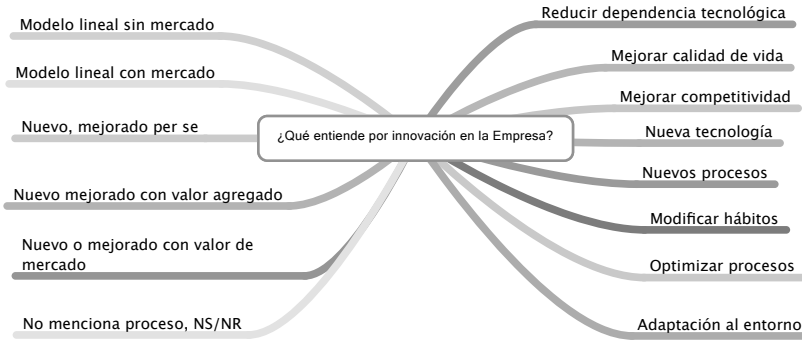 Modelo lineal sin mercado
Modelo lineal con mercado
Nuevo, mejorado per se
Nuevo mejorado con valor agregado
Nuevo o mejorado con valor de
mercado
No menciona proceso, NS/NR
¿Qué entiende por innovación en la Empresa?
Reducir dependencia tecnológica
Mejorar calidad de vida
Mejorar competitividad
Nueva tecnología
Nuevos procesos
Modificar hábitos
Optimizar procesos
Adaptación al entorno